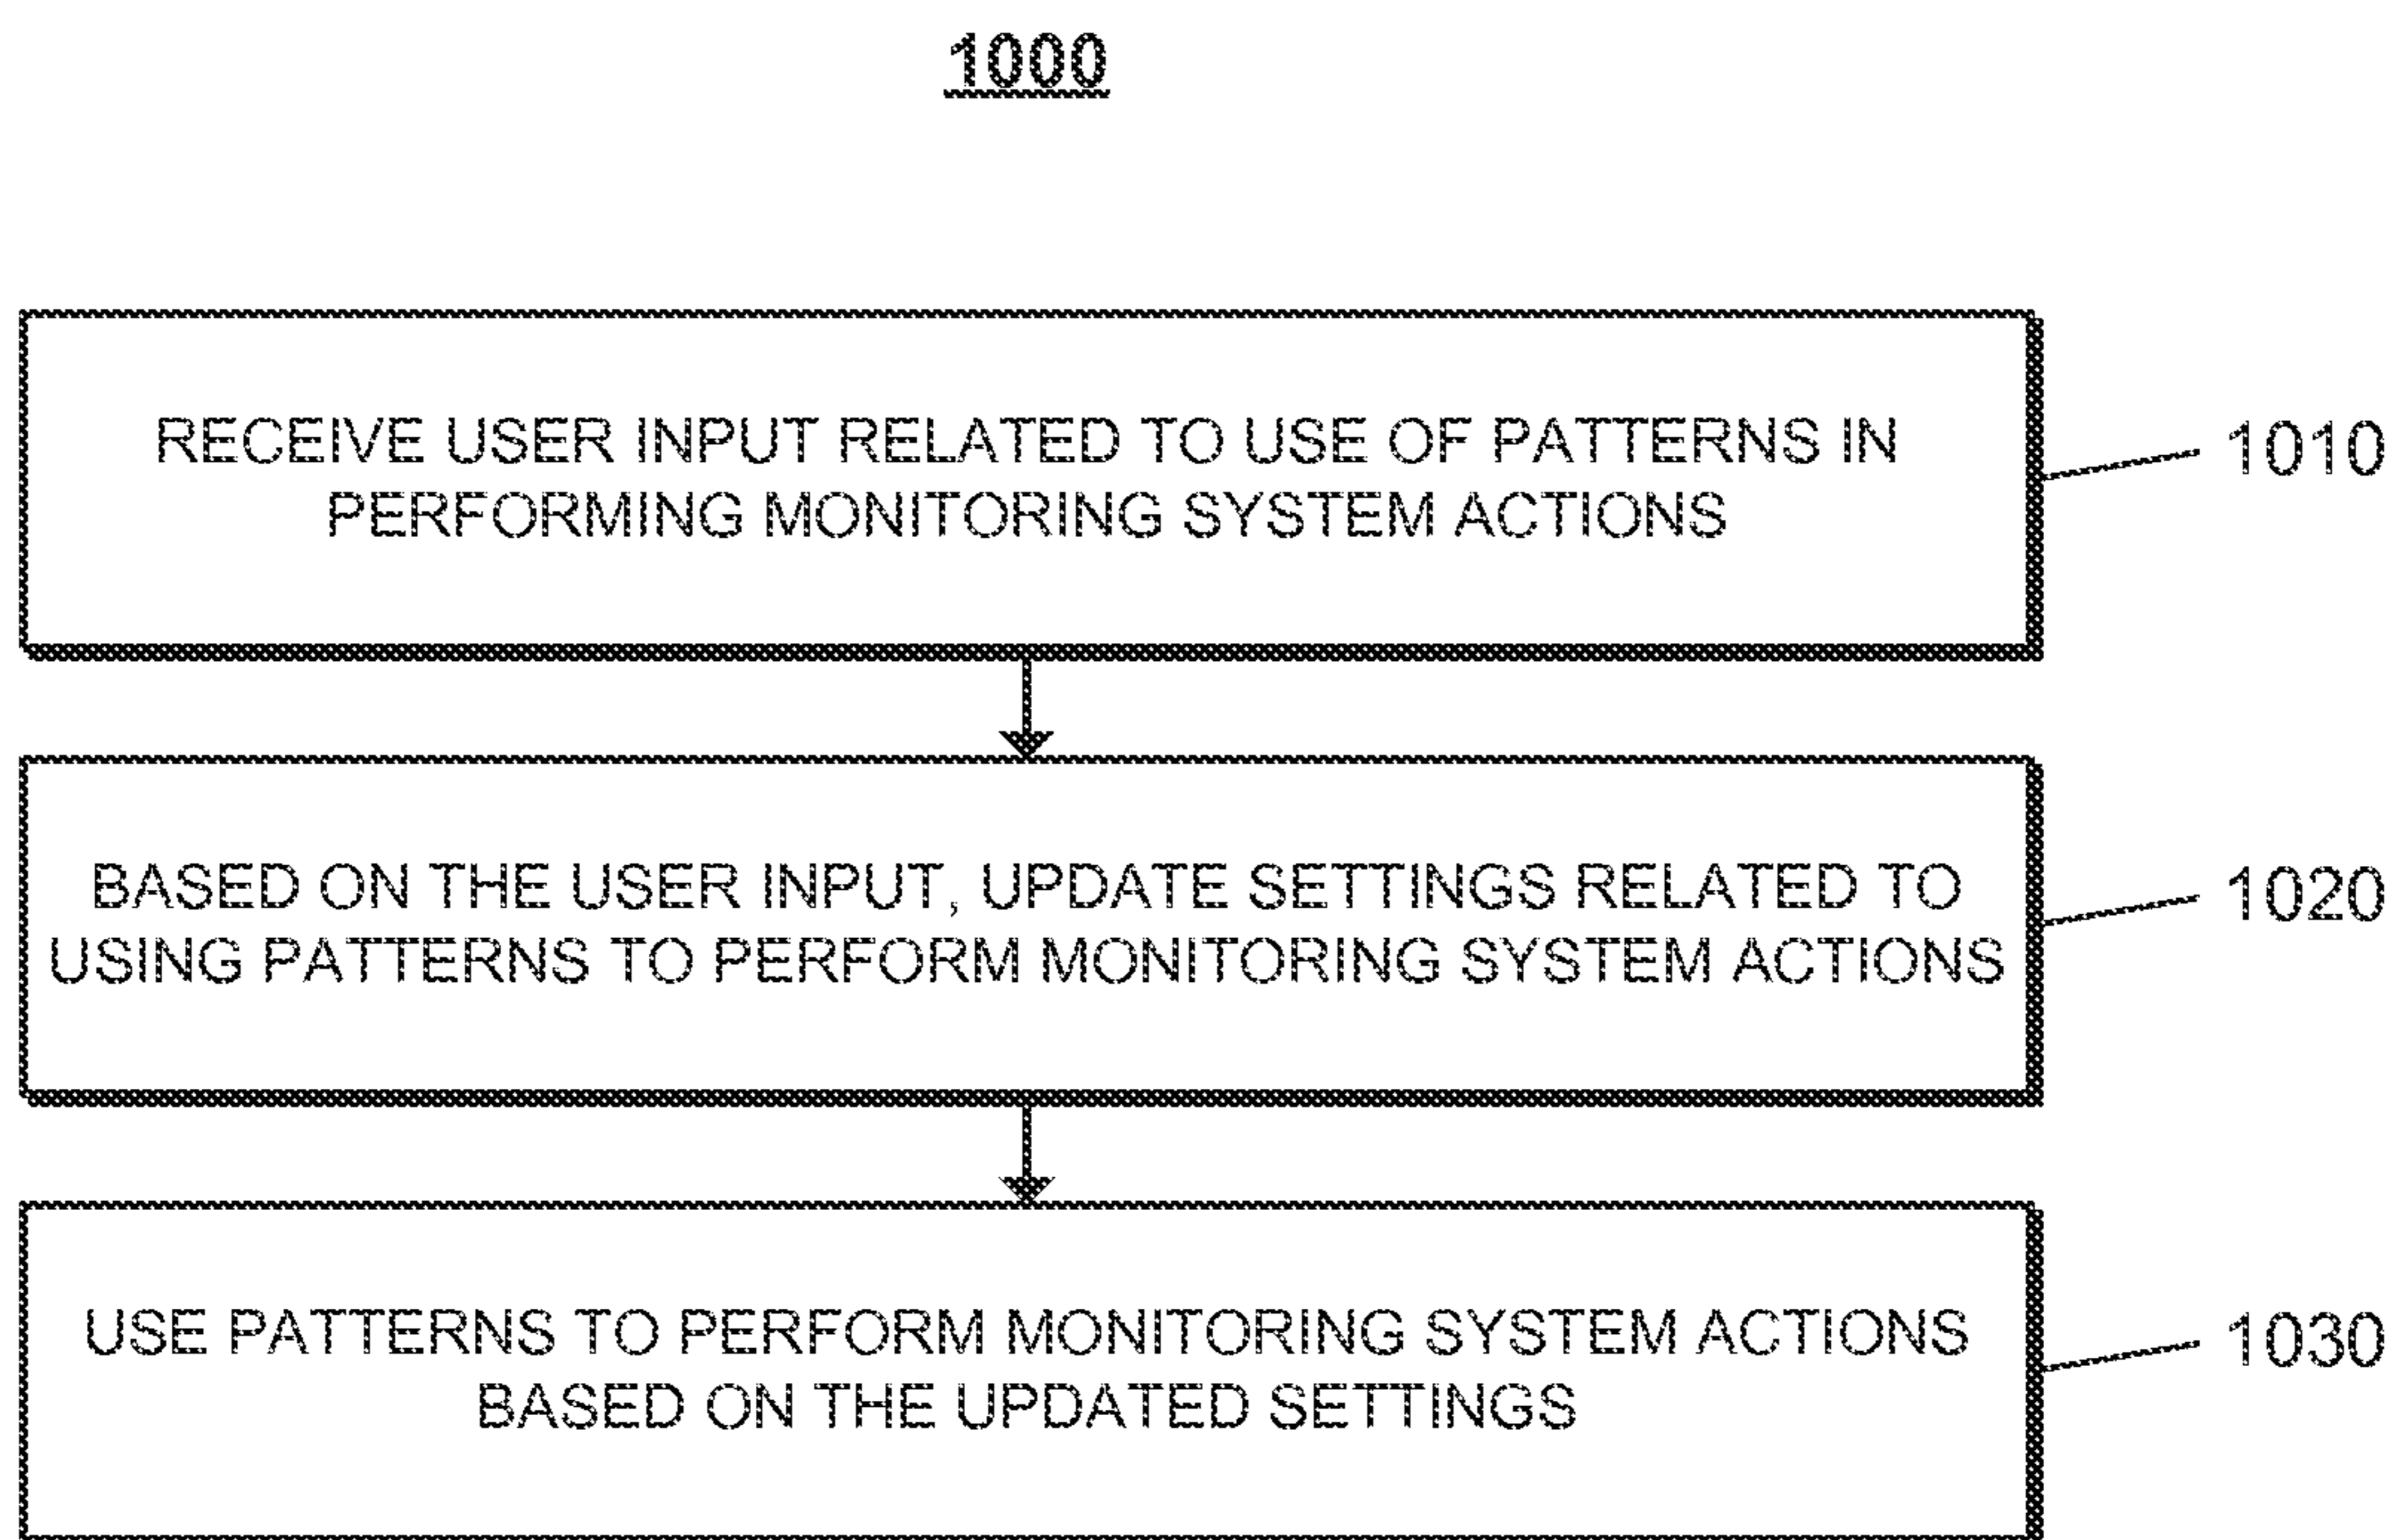 1000
RECEIVE USER INPUT RELATED TO USE OF PATTERNS IN
PERFORMING MONITORING SYSTEM ACTIONS
1010
BASED ON THE USER INPUT, UPDATE SETTINGS RELATED TO
USING PATTERNS TO PERFORM MONITORING SYSTEM ACTIONS
1020
USE PATTERNS TO PERFORM MONITORING SYSTEM ACTIONS
BASED ON THE UPDATED SETTINGS
1030